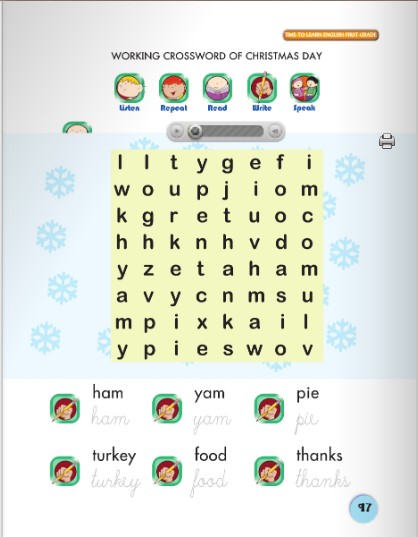 TIME TO LEARN ENGLISH FIRST GRADE
WORKING CROSSWORD OF CHRISTMAS DAY
Listen Repeat Read Write Speak
l l t y g e f i
w o u p j i o m
k g r e t u o c
h h k n h v d o
y z e t a h a m
a v y c n m s u
m p i x k a i l
y p i e s w o v
ham yam pie
ham yam pie
turkey food thanks
turkey food thanks
97